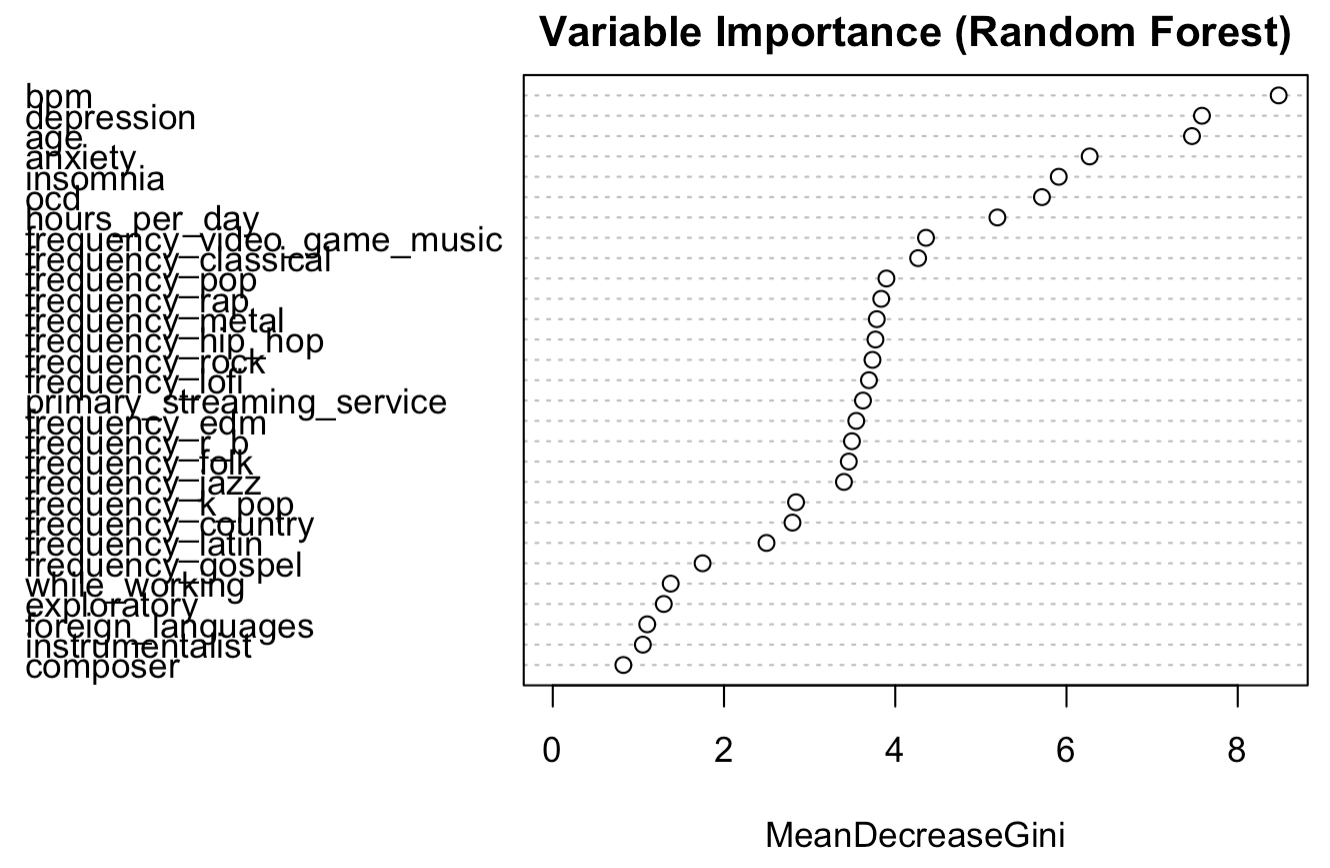 Variable Importance (Random Forest)
bpm
depression
age
anxiety
insomnia
ocd
hours_per_day
frequency_video_game_music
frequency_classical
frequency_pop
frequency_rap
frequency_metal
frequency_hip_hop
frequency_rock
frequency_lofi
primary_streaming_service
frequency_edm
frequency_r_b
frequency_folk
frequency_jazz
frequency_k_pop
frequency_country
frequency_latin
frequency_gospel
while_working
exploratory
foreign_languages
instrumentalist
composer
0 2 4 6 8
MeanDecreaseGini